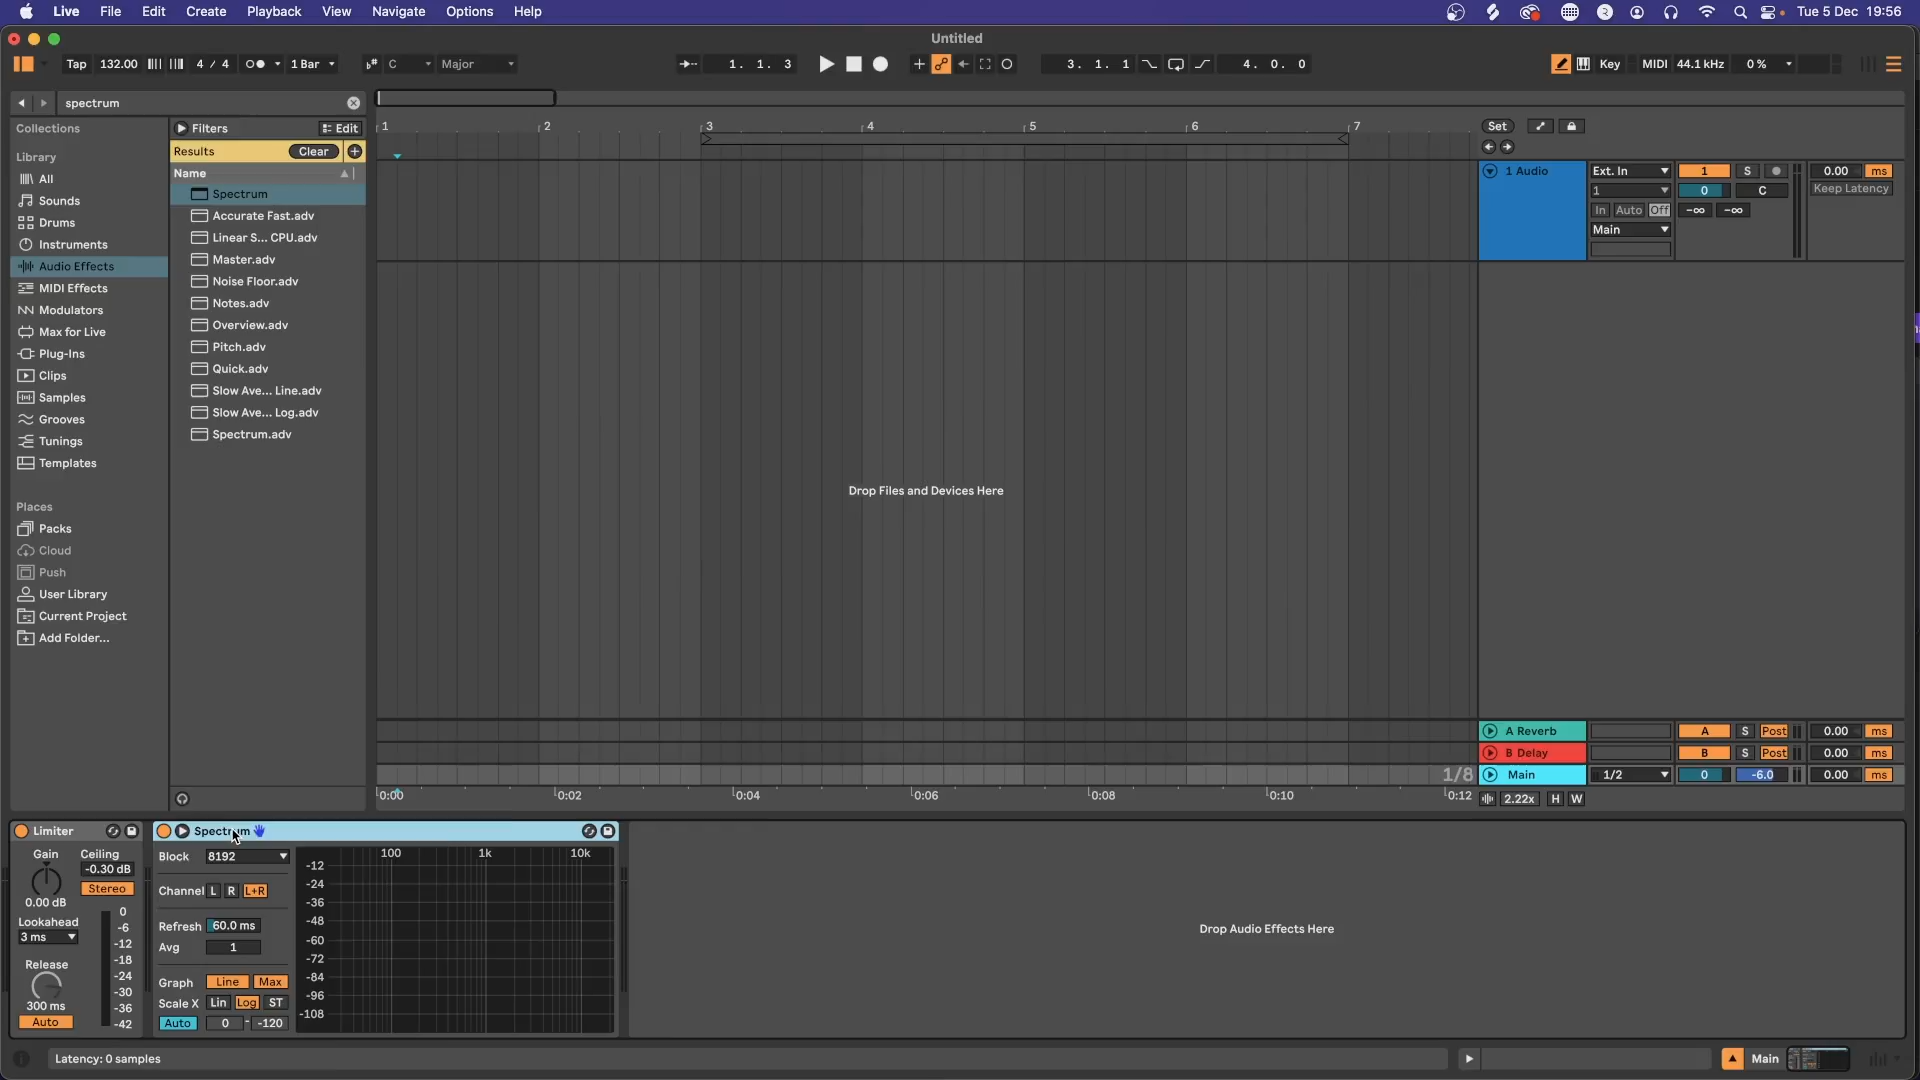 Live File Edit Create Playback View Navigate Options Help Tue 5 Dec 19:56
Untitled
Tap 132.00 4 / 4 1 Bar C Major 1. 1. 3 3. 1. 1 4. 0. 0 Key MIDI 44.1 kHz 0 %
spectrum
Collections
Library
All
Sounds
Drums
Instruments
Audio Effects
MIDI Effects
Modulators
Max for Live
Plug-Ins
Clips
Samples
Grooves
Tunings
Templates
Places
Packs
Cloud
Push
User Library
Current Project
Add Folder...
Filters Edit
Results Clear
Name
Spectrum
Accurate Fast.adv
Linear S... CPU.adv
Master.adv
Noise Floor.adv
Notes.adv
Overview.adv
Pitch.adv
Quick.adv
Slow Ave... Line.adv
Slow Ave... Log.adv
Spectrum.adv
1 2 3 4 5 6 7
Drop Files and Devices Here
1/8
0:00 0:02 0:04 0:06 0:08 0:10 0:12
Set
1 Audio Ext. In 1 S 0.00 ms
1 0 C Keep Latency
In Auto Off -∞ -∞
Main
A Reverb A S Post 0.00 ms
B Delay B S Post 0.00 ms
Main 1/2 0 -6.0 0.00 ms
2.22x H W
Limiter
Gain Ceiling
-0.30 dB
Stereo
0.00 dB
Lookahead
3 ms
Release
300 ms
Auto
0
-6
-12
-18
-24
-30
-36
-42
Spectrum
Block 8192
Channel L R L+R
Refresh 60.0 ms
Avg 1
Graph Line Max
Scale X Lin Log ST
Auto 0 - -120
100 1k 10k
-12
-24
-36
-48
-60
-72
-84
-96
-108
Drop Audio Effects Here
Latency: 0 samples
Main